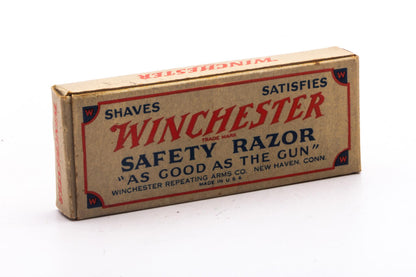 WINCHESTER
W W
SHAVES SATISFIES
WINCHESTER
TRADE MARK
SAFETY RAZOR
"AS GOOD AS THE GUN"
WINCHESTER REPEATING ARMS CO. NEW HAVEN, CONN.
MADE IN U.S.A.
W W